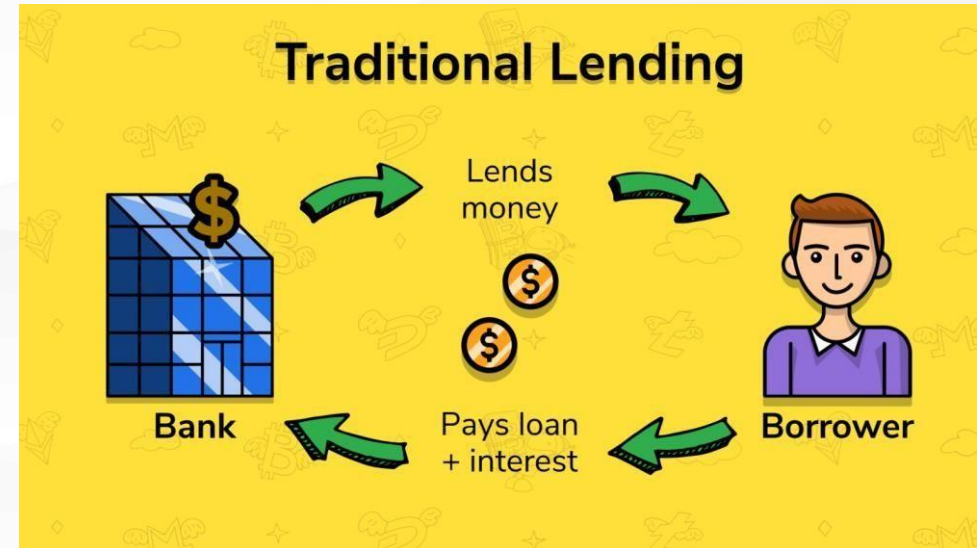 Traditional Lending
Lends
money
$
$
$
Bank
Pays loan
+ interest
Borrower